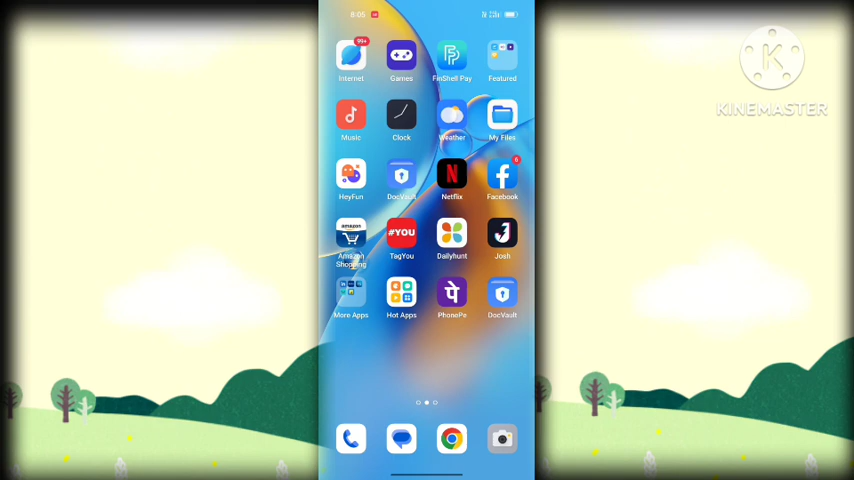 8:05
99+
Internet
Games
FinShell Pay
Featured
Music
Clock
Weather
My Files
6
HeyFun
DocVault
Netflix
Facebook
amazon
#YOU
Amazon Shopping
TagYou
Dailyhunt
Josh
पे
More Apps
Hot Apps
PhonePe
DocVault
KINEMASTER